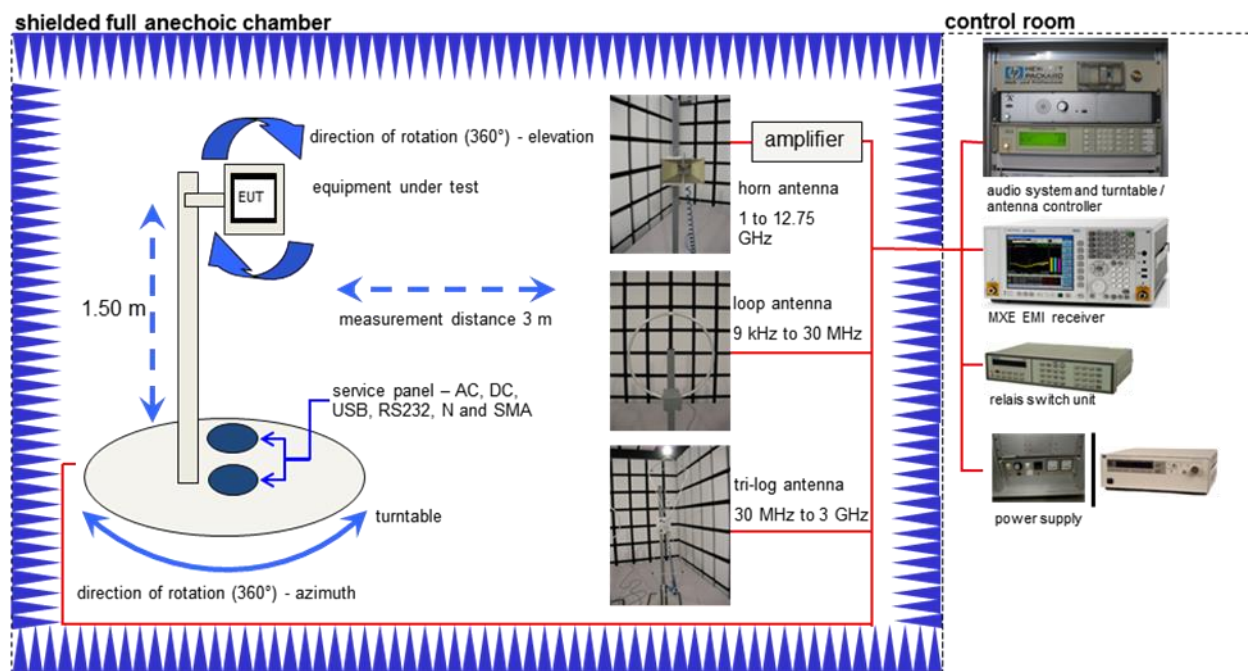 shielded full anechoic chamber
control room
direction of rotation (360°) - elevation
EUT
equipment under test
1.50 m
measurement distance 3 m
service panel – AC, DC,
USB, RS232, N and SMA
turntable
direction of rotation (360°) - azimuth
amplifier
horn antenna
1 to 12.75
GHz
loop antenna
9 kHz to 30 MHz
tri-log antenna
30 MHz to 3 GHz
HEWLETT
PACKARD
audio system and turntable /
antenna controller
MXE EMI receiver
relais switch unit
power supply